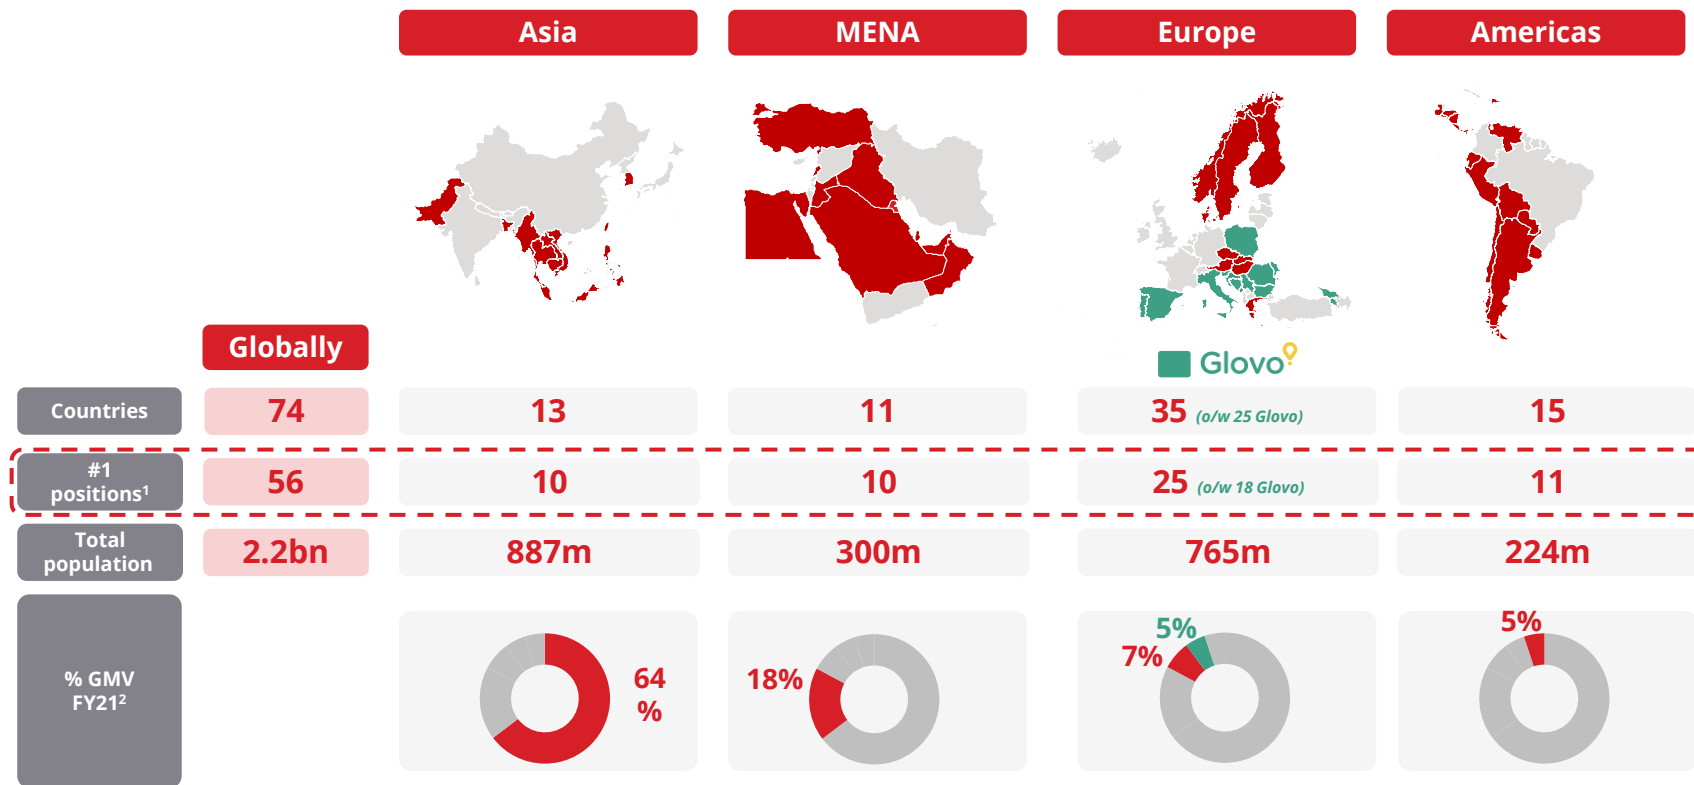 Asia
MENA
Europe
Americas
Glovo
Globally
Countries
74
13
11
35 (o/w 25 Glovo)
15
#1
positions¹
56
10
10
25 (o/w 18 Glovo)
11
Total
population
2.2bn
887m
300m
765m
224m
% GMV
FY21²
64
%
18%
5%
7%
5%